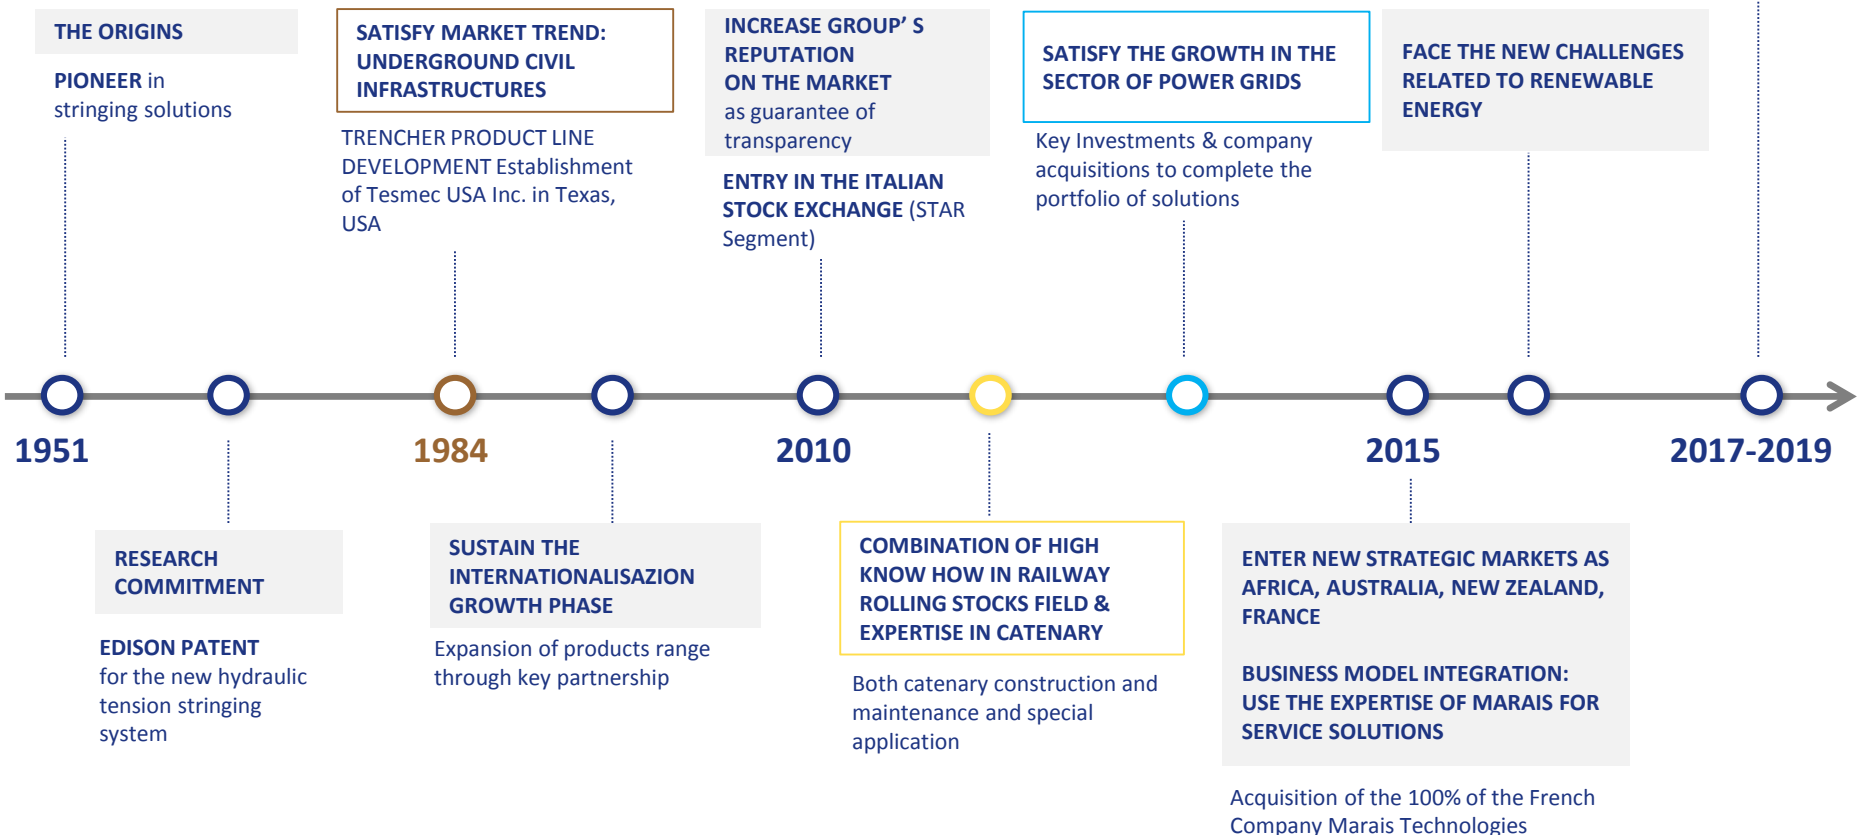 THE ORIGINS
PIONEER in
stringing solutions
SATISFY MARKET TREND:
UNDERGROUND CIVIL
INFRASTRUCTURES
TRENCHER PRODUCT LINE
DEVELOPMENT Establishment
of Tesmec USA Inc. in Texas,
USA
INCREASE GROUP’ S
REPUTATION
ON THE MARKET
as guarantee of
transparency
ENTRY IN THE ITALIAN
STOCK EXCHANGE (STAR
Segment)
SATISFY THE GROWTH IN THE
SECTOR OF POWER GRIDS
Key Investments & company
acquisitions to complete the
portfolio of solutions
FACE THE NEW CHALLENGES
RELATED TO RENEWABLE
ENERGY
1951
1984
2010
2015
2017-2019
RESEARCH
COMMITMENT
EDISON PATENT
for the new hydraulic
tension stringing
system
SUSTAIN THE
INTERNATIONALISAZION
GROWTH PHASE
Expansion of products range
through key partnership
COMBINATION OF HIGH
KNOW HOW IN RAILWAY
ROLLING STOCKS FIELD &
EXPERTISE IN CATENARY
Both catenary construction and
maintenance and special
application
ENTER NEW STRATEGIC MARKETS AS
AFRICA, AUSTRALIA, NEW ZEALAND,
FRANCE
BUSINESS MODEL INTEGRATION:
USE THE EXPERTISE OF MARAIS FOR
SERVICE SOLUTIONS
Acquisition of the 100% of the French
Company Marais Technologies